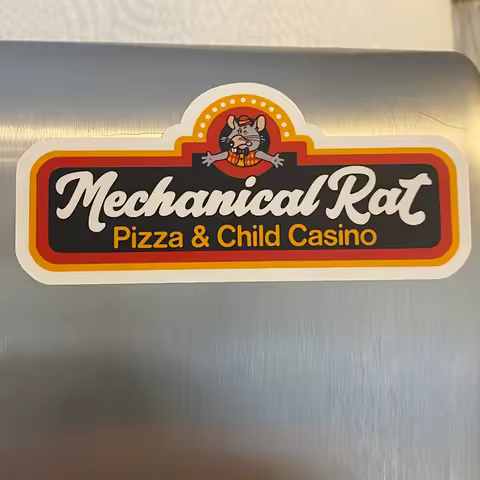 Mechanical Rat
Pizza & Child Casino